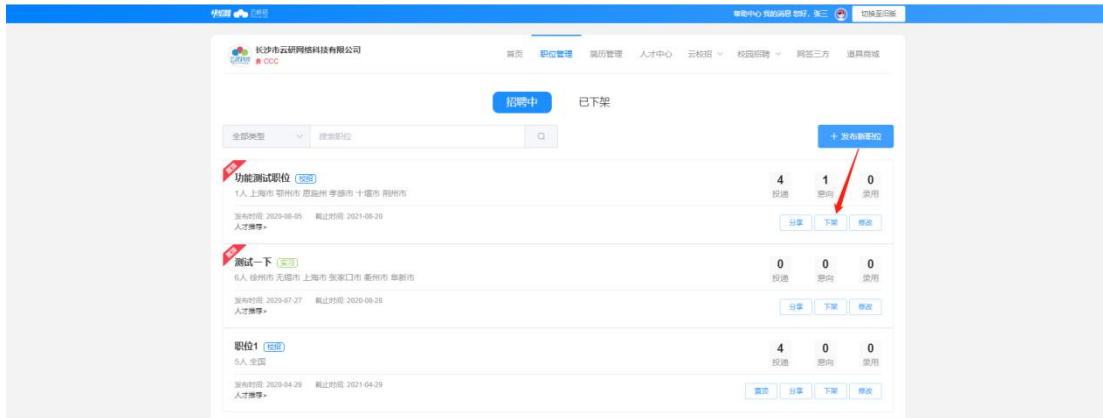 云校招
帮助中心 我的消息 您好，张三 切换至旧版
长沙市云研网络科技有限公司
CCC
首页 职位管理 简历管理 人才中心 云校招 校园招聘 网签三方 道具商城
招聘中 已下架
全部类型 搜索职位 + 发布新职位
置顶
功能测试职位 校招
4 1 0
1人 上海市 鄂州市 恩施州 孝感市 十堰市 荆州市
投递 意向 录用
发布时间: 2020-08-05 截止时间: 2021-08-20
人才推荐»
分享 下架 修改
置顶
测试一下 实习
0 0 0
6人 徐州市 无锡市 上海市 张家口市 衢州市 阜新市
投递 意向 录用
发布时间: 2020-07-27 截止时间: 2020-08-28
人才推荐»
分享 下架 修改
职位1 校招
4 0 0
5人 全国
投递 意向 录用
发布时间: 2020-04-29 截止时间: 2021-04-29
人才推荐»
置顶 分享 下架 修改